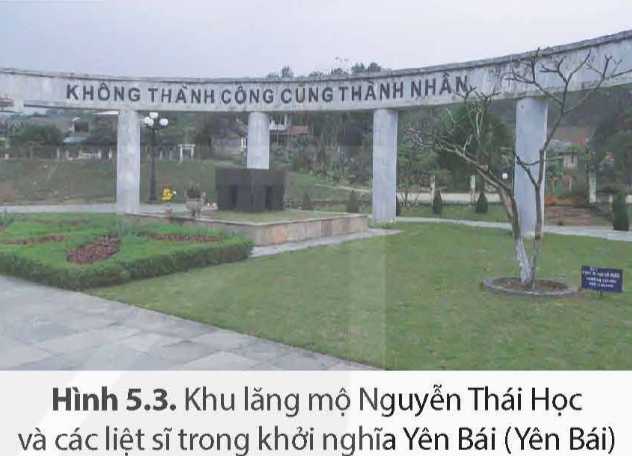 KHÔNG THÀNH CÔNG CŨNG THÀNH NHÂN
Hình 5.3. Khu lăng mộ Nguyễn Thái Học
và các liệt sĩ trong khởi nghĩa Yên Bái (Yên Bái)